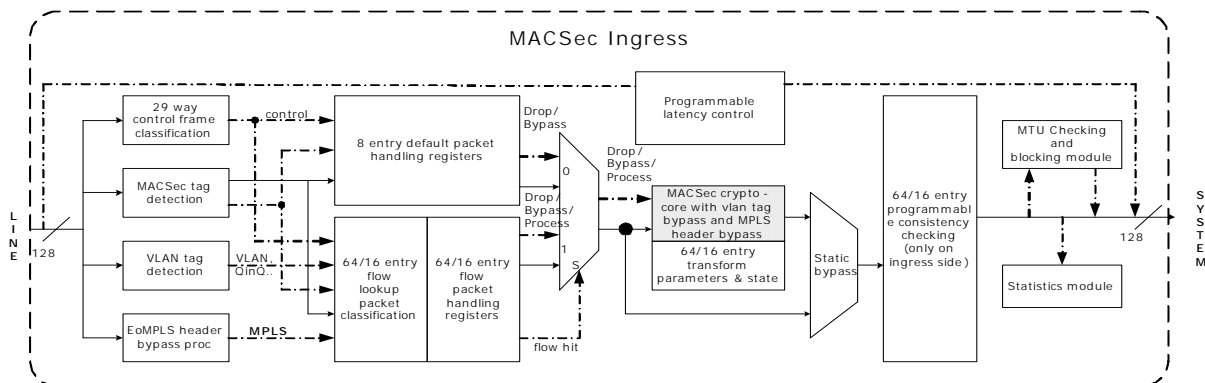 MACSec Ingress
29 way
control frame
classification
control
8 entry default packet
handling registers
Drop/
Bypass
Programmable
latency control
MTU Checking
and
blocking module
MACSec tag
detection
0
Drop/
Bypass/
Process
Drop/
Bypass/
Process
1
S
MACSec crypto -
core with vlan tag
bypass and MPLS
header bypass
64/16 entry
transform
parameters & state
Static
bypass
64/16 entry
programmabl
e consistency
checking
(only on
ingress side)
LINE
128
VLAN tag
detection
VLAN,
QinQ..
64/16 entry
flow
lookup
packet
classification
64/16 entry
flow
packet
handling
registers
128
SYSTEM
Statistics module
EoMPLS header
bypass proc
MPLS
flow hit